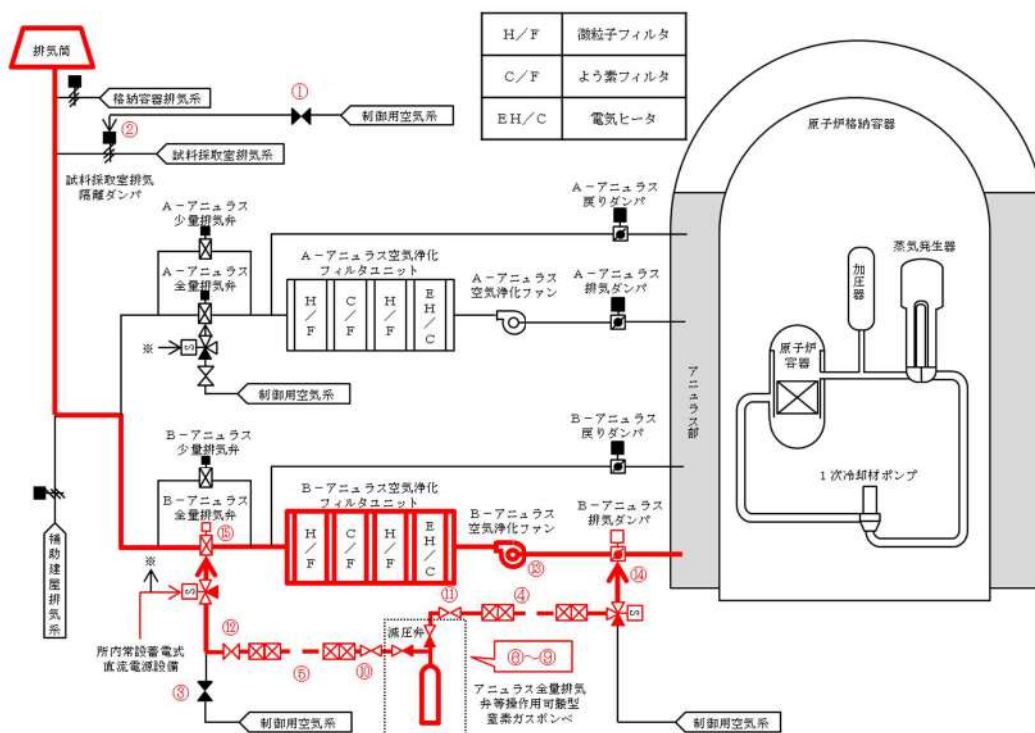 排気筒
H/F
微粒子フィルタ
C/F
よう素フィルタ
EH/C
電気ヒータ
格納容器排気系
①
制御用空気系
②
試料採取室排気系
試料採取室排気
隔離ダンパ
原子炉格納容器
A-アニュラス
少量排気弁
A-アニュラス
戻りダンパ
A-アニュラス空気浄化
フィルタユニット
A-アニュラス
全量排気弁
H/F
C/F
H/F
EH/C
A-アニュラス
空気浄化ファン
A-アニュラス
排気ダンパ
※
S
制御用空気系
蒸気発生器
加圧器
原子炉
容器
アニュラス部
1次冷却材ポンプ
B-アニュラス
少量排気弁
B-アニュラス
戻りダンパ
B-アニュラス空気浄化
フィルタユニット
B-アニュラス
全量排気弁
⑮
H/F
C/F
H/F
EH/C
B-アニュラス
空気浄化ファン
⑬
B-アニュラス
排気ダンパ
⑭
補助建屋排気系
※
S
所内常設蓄電式
直流電源設備
⑫
⑤
⑩
減圧弁
⑪
④
S
⑥~⑨
アニュラス全量排気
弁等操作用可搬型
窒素ガスボンベ
③
制御用空気系
制御用空気系